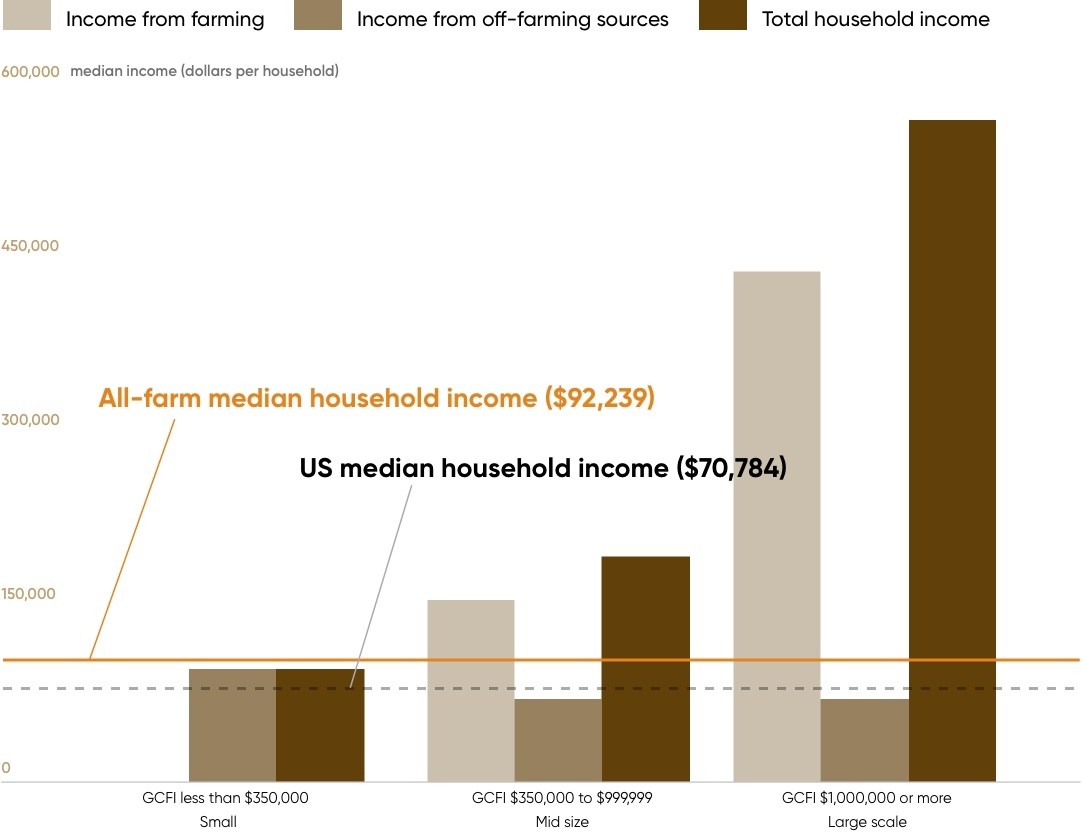 Income from farming
Income from off-farming sources
Total household income
600,000
median income (dollars per household)
450,000
All-farm median household income ($92,239)
300,000
US median household income ($70,784)
150,000
0
GCFI less than $350,000
Small
GCFI $350,000 to $999,999
Mid size
GCFI $1,000,000 or more
Large scale